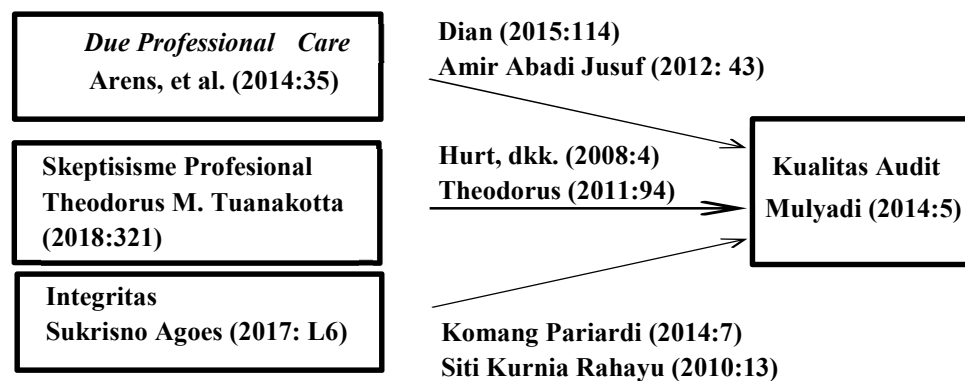 Due Professional Care
Arens, et al. (2014:35)
Dian (2015:114)
Amir Abadi Jusuf (2012: 43)
Skeptisisme Profesional
Theodorus M. Tuanakotta
(2018:321)
Hurt, dkk. (2008:4)
Theodorus (2011:94)
Integritas
Sukrisno Agoes (2017: L6)
Komang Pariardi (2014:7)
Siti Kurnia Rahayu (2010:13)
Kualitas Audit
Mulyadi (2014:5)